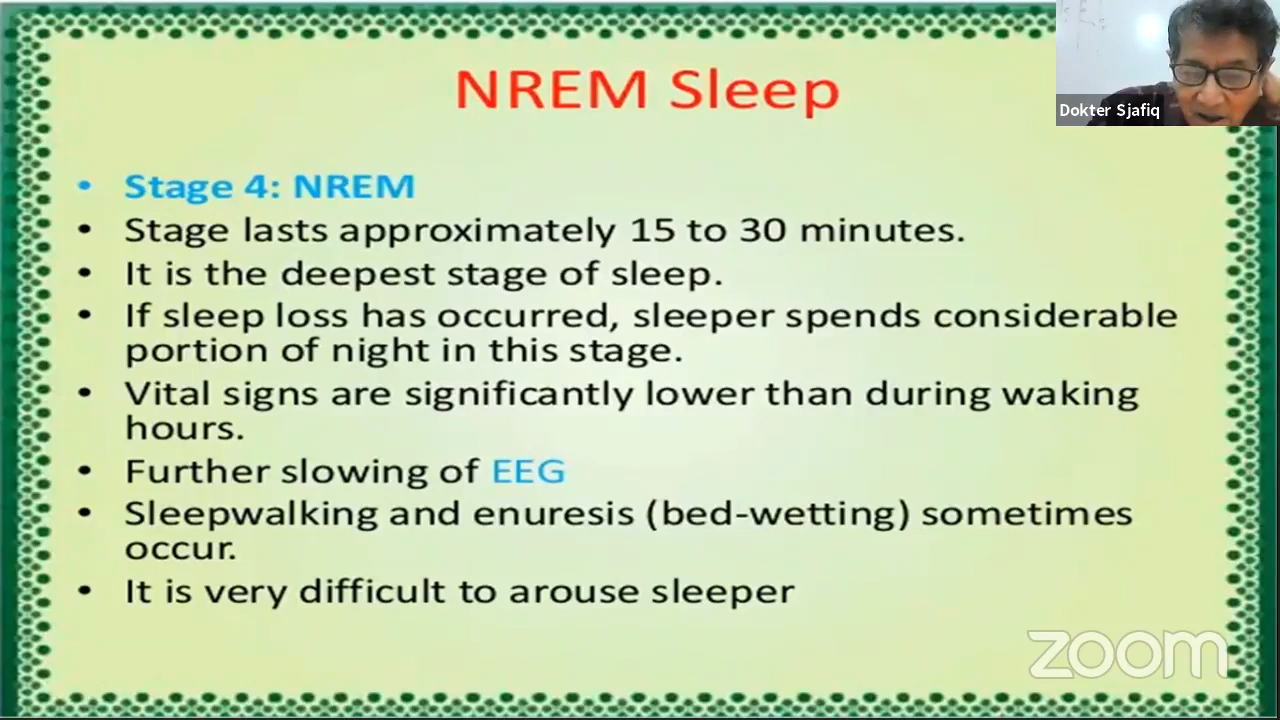 NREM Sleep
Dokter Sjafiq
• Stage 4: NREM
• Stage lasts approximately 15 to 30 minutes.
• It is the deepest stage of sleep.
• If sleep loss has occurred, sleeper spends considerable
portion of night in this stage.
• Vital signs are significantly lower than during waking
hours.
• Further slowing of EEG
• Sleepwalking and enuresis (bed-wetting) sometimes
occur.
• It is very difficult to arouse sleeper
zoom